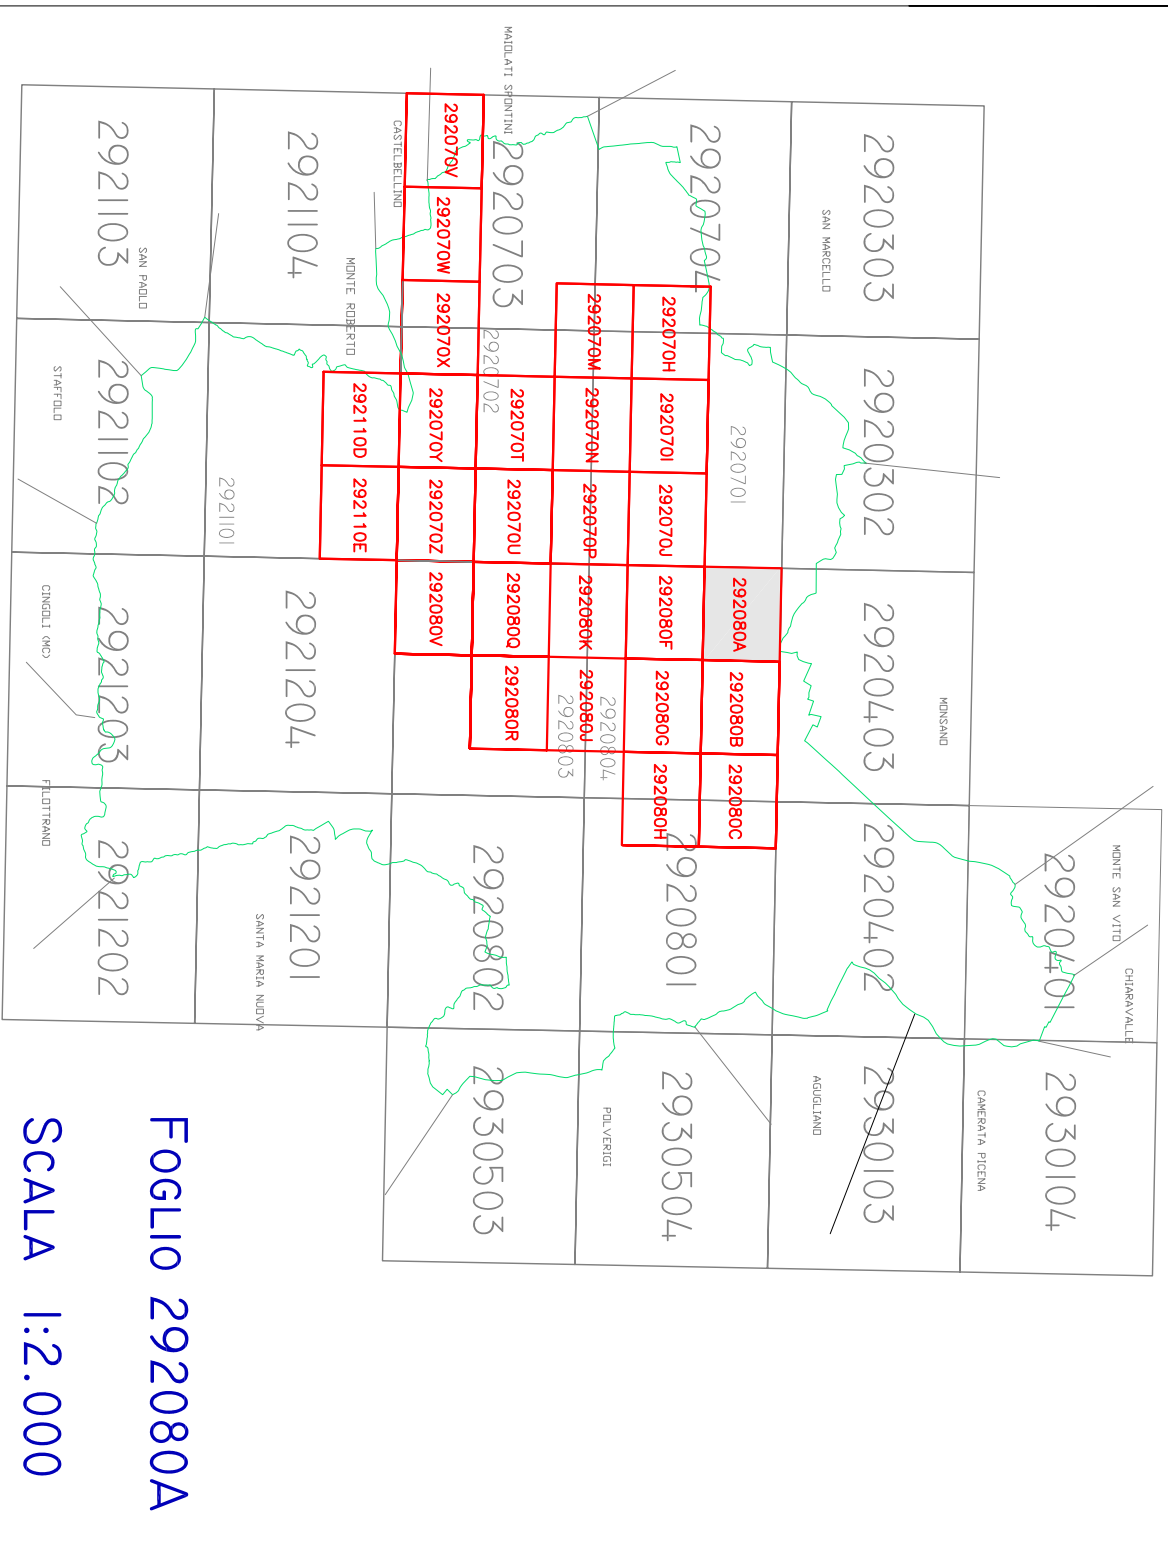 MONTE SAN VITO
CHIARAVALLE
2920401
CAMERATA PICENA
2930104
MONSANO
SAN MARCELLO
2920303
2920302
2920403
2920402
AGUGLIANO
2930103
2920704
2920701
292080A
292080B
292080C
292070H
292070I
292070J
292080F
292080G
292080H
2920801
2930504
2920804
POLVERIGI
292070M
292070N
292070P
292080K
292080J
2920803
MAIOLATI SPONTINI
2920703
2920702
292070T
292070U
292080Q
292080R
2920802
2930503
292070V
292070W
292070X
292070Y
292070Z
292080V
CASTELBELLINO
MONTE ROBERTO
292110D
292110E
2921104
2921101
2921204
2921201
SANTA MARIA NUOVA
SAN PAOLO
2921103
2921102
2921203
2921202
STAFFOLO
CINGOLI (MC)
FILOTTRANO
FOGLIO 292080A
SCALA 1:2.000